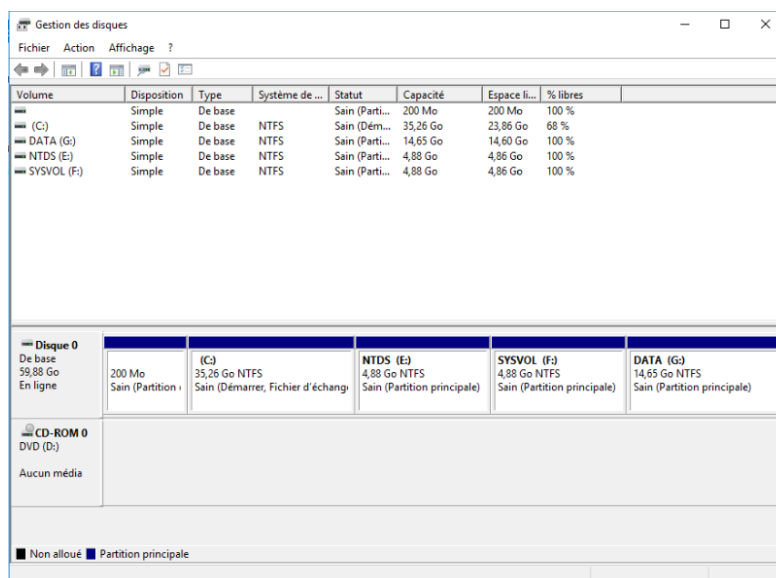 Gestion des disques
Fichier Action Affichage ?
Volume Disposition Type Système de ... Statut Capacité Espace li... % libres
Simple De base Sain (Parti... 200 Mo 200 Mo 100 %
(C:) Simple De base NTFS Sain (Dém... 35,26 Go 23,86 Go 68 %
DATA (G:) Simple De base NTFS Sain (Parti... 14,65 Go 14,60 Go 100 %
NTDS (E:) Simple De base NTFS Sain (Parti... 4,88 Go 4,86 Go 100 %
SYSVOL (F:) Simple De base NTFS Sain (Parti... 4,88 Go 4,86 Go 100 %
Disque 0
De base
59,88 Go
En ligne
200 Mo
Sain (Partition
(C:)
35,26 Go NTFS
Sain (Démarrer, Fichier d'échang
NTDS (E:)
4,88 Go NTFS
Sain (Partition principale)
SYSVOL (F:)
4,88 Go NTFS
Sain (Partition principale)
DATA (G:)
14,65 Go NTFS
Sain (Partition principale)
CD-ROM 0
DVD (D:)
Aucun média
Non alloué Partition principale